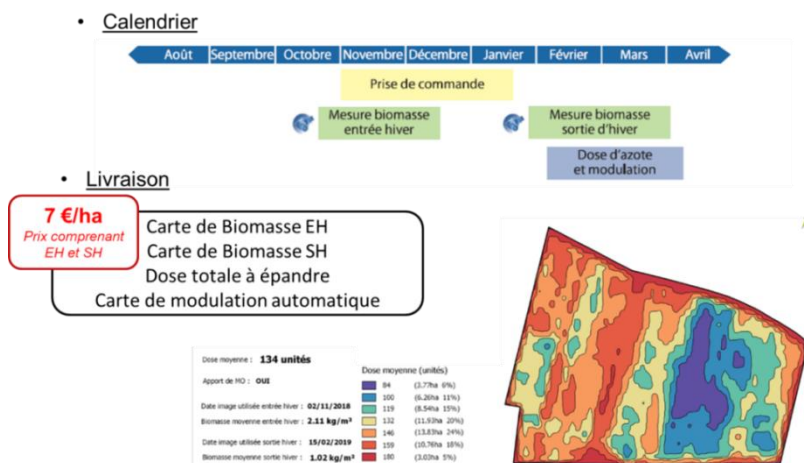 • Calendrier
Août Septembre Octobre Novembre Décembre Janvier Février Mars Avril
Prise de commande
Mesure biomasse
entrée hiver
Mesure biomasse
sortie d'hiver
Dose d'azote
et modulation
• Livraison
7 €/ha
Prix comprenant
EH et SH
Carte de Biomasse EH
Carte de Biomasse SH
Dose totale à épandre
Carte de modulation automatique
Dose moyenne : 134 unités
Apport de MO : OUI
Date image utilisée entrée hiver : 02/11/2018
Biomasse moyenne entrée hiver : 2.11 kg/m²
Date image utilisée sortie hiver : 15/02/2019
Biomasse moyenne sortie hiver : 1.02 kg/m²
Dose moyenne (unités)
84 (3.77ha 6%)
100 (6.26ha 11%)
119 (8.54ha 15%)
132 (11.93ha 20%)
146 (13.83ha 24%)
159 (10.76ha 18%)
180 (3.03ha 5%)